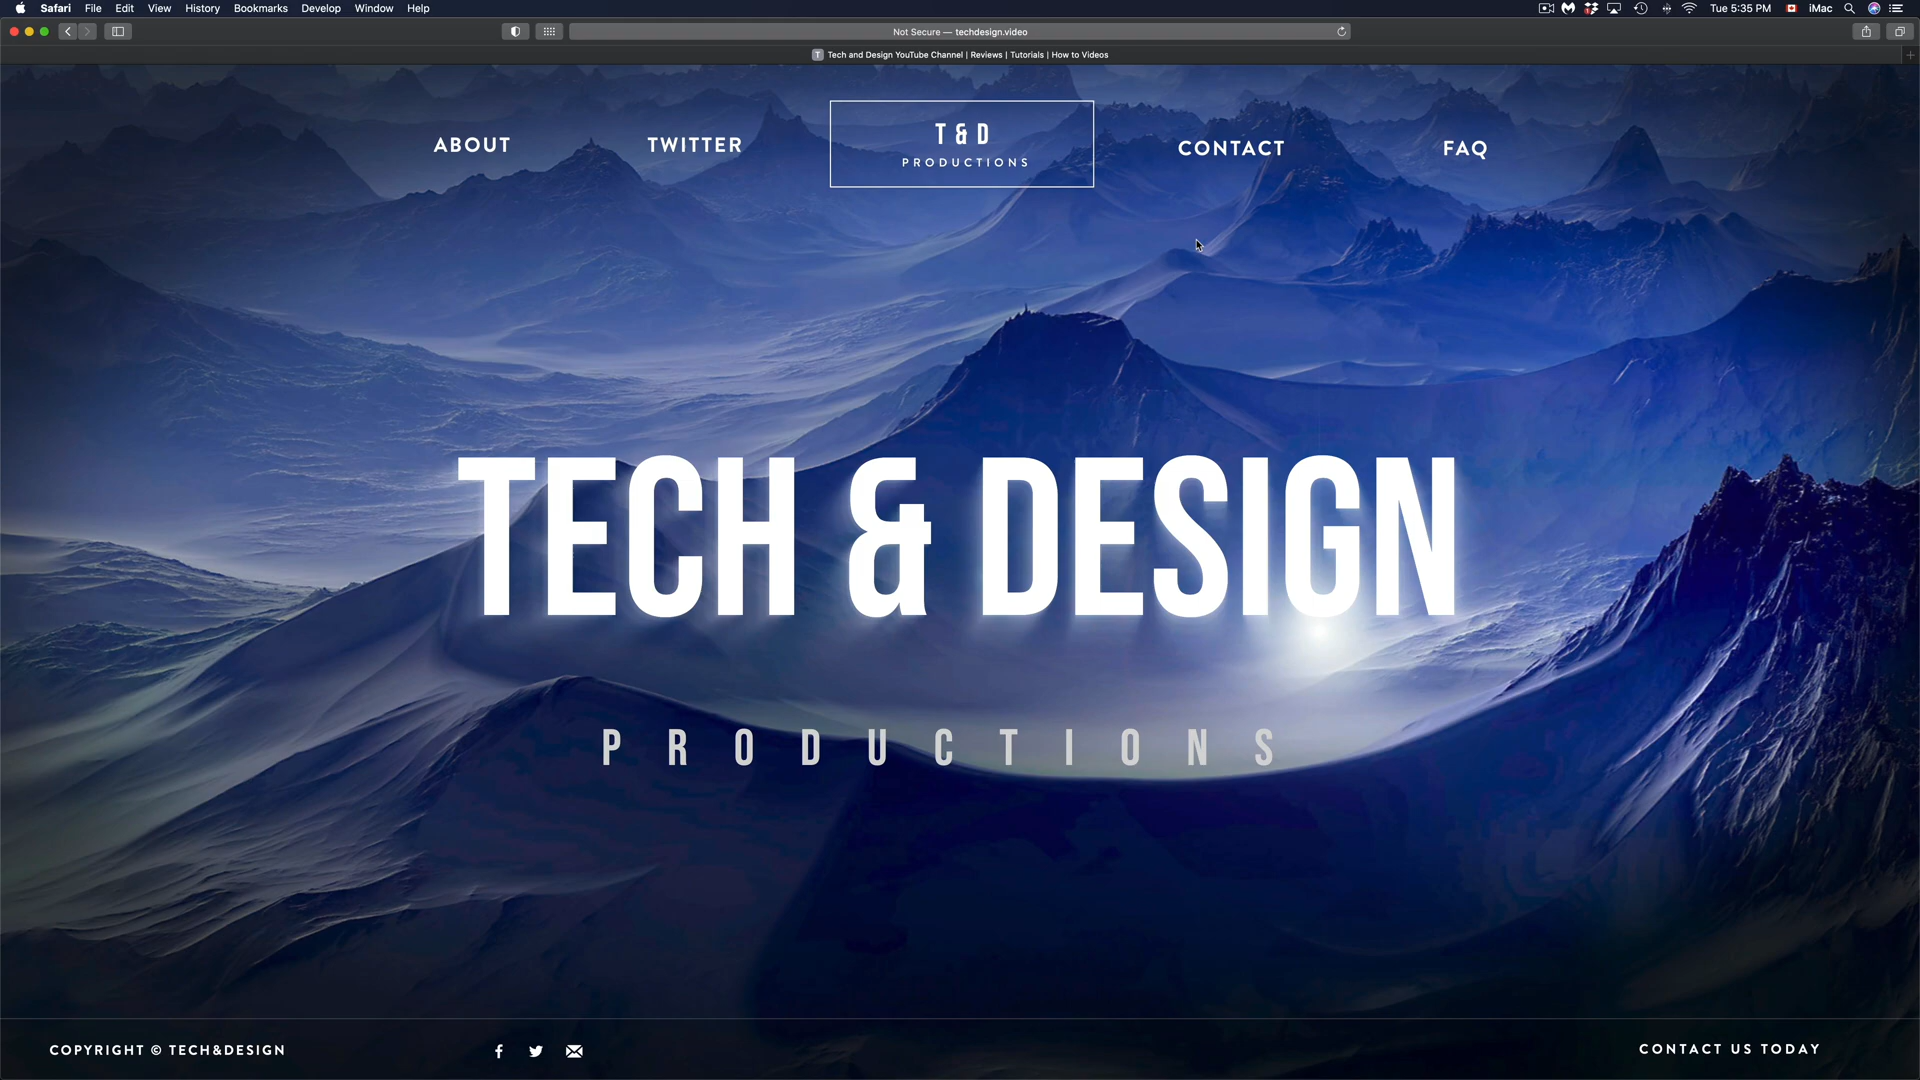 Safari File Edit View History Bookmarks Develop Window Help Tue 5:35 PM iMac
Not Secure — techdesign.video
T Tech and Design YouTube Channel | Reviews | Tutorials | How to Videos
ABOUT TWITTER T & D CONTACT FAQ
PRODUCTIONS
TECH & DESIGN
PRODUCTIONS
COPYRIGHT © TECH&DESIGN CONTACT US TODAY